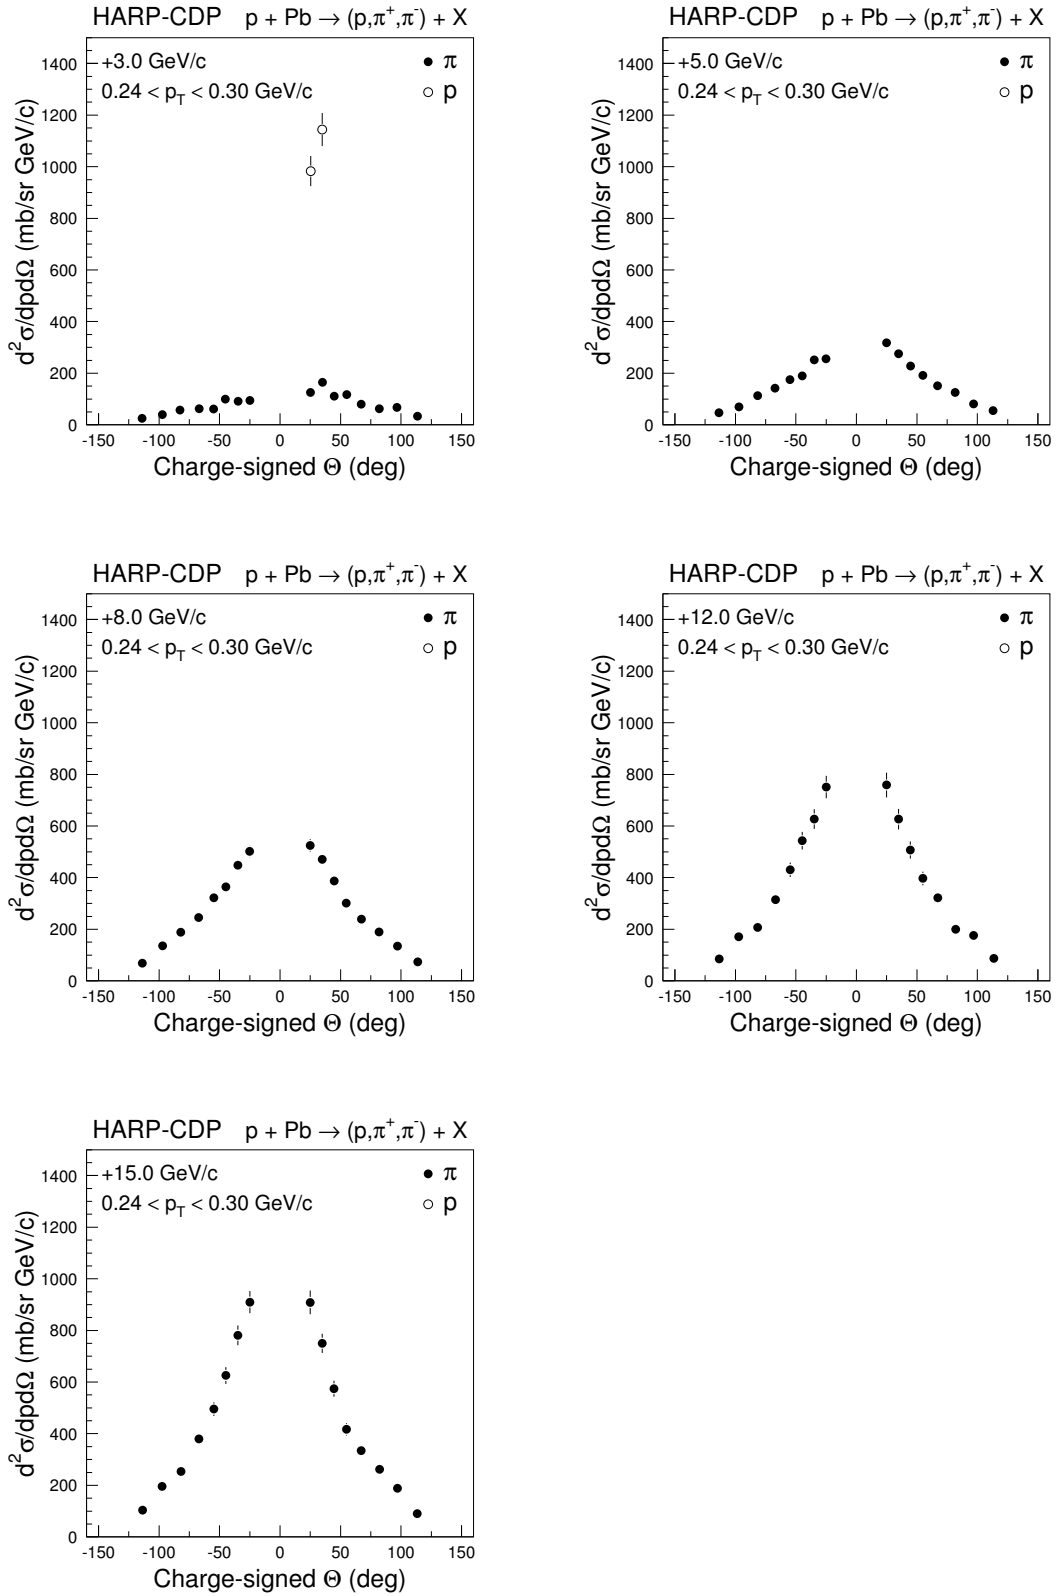 HARP-CDP p + Pb → (p,π⁺,π⁻) + X
+3.0 GeV/c π
0.24 < p_T < 0.30 GeV/c p
1400
1200
1000
800
600
400
200
0
d²σ/dpdΩ (mb/sr GeV/c)
-150 -100 -50 0 50 100 150
Charge-signed Θ (deg)
HARP-CDP p + Pb → (p,π⁺,π⁻) + X
+5.0 GeV/c π
0.24 < p_T < 0.30 GeV/c p
1400
1200
1000
800
600
400
200
0
d²σ/dpdΩ (mb/sr GeV/c)
-150 -100 -50 0 50 100 150
Charge-signed Θ (deg)
HARP-CDP p + Pb → (p,π⁺,π⁻) + X
+8.0 GeV/c π
0.24 < p_T < 0.30 GeV/c p
1400
1200
1000
800
600
400
200
0
d²σ/dpdΩ (mb/sr GeV/c)
-150 -100 -50 0 50 100 150
Charge-signed Θ (deg)
HARP-CDP p + Pb → (p,π⁺,π⁻) + X
+12.0 GeV/c π
0.24 < p_T < 0.30 GeV/c p
1400
1200
1000
800
600
400
200
0
d²σ/dpdΩ (mb/sr GeV/c)
-150 -100 -50 0 50 100 150
Charge-signed Θ (deg)
HARP-CDP p + Pb → (p,π⁺,π⁻) + X
+15.0 GeV/c π
0.24 < p_T < 0.30 GeV/c p
1400
1200
1000
800
600
400
200
0
d²σ/dpdΩ (mb/sr GeV/c)
-150 -100 -50 0 50 100 150
Charge-signed Θ (deg)